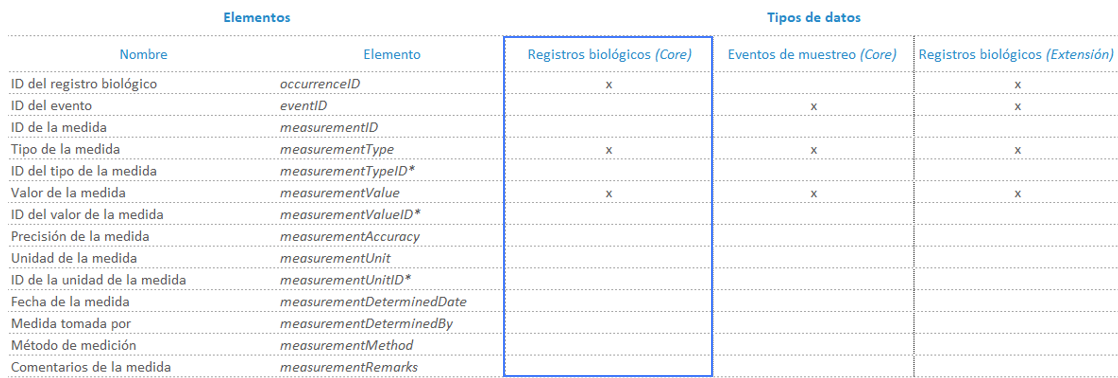 Elementos Tipos de datos
Nombre Elemento Registros biológicos (Core) Eventos de muestreo (Core) Registros biológicos (Extensión)
ID del registro biológico occurrenceID x x
ID del evento eventID x x
ID de la medida measurementID
Tipo de la medida measurementType x x x
ID del tipo de la medida measurementTypeID*
Valor de la medida measurementValue x x x
ID del valor de la medida measurementValueID*
Precisión de la medida measurementAccuracy
Unidad de la medida measurementUnit
ID de la unidad de la medida measurementUnitID*
Fecha de la medida measurementDeterminedDate
Medida tomada por measurementDeterminedBy
Método de medición measurementMethod
Comentarios de la medida measurementRemarks